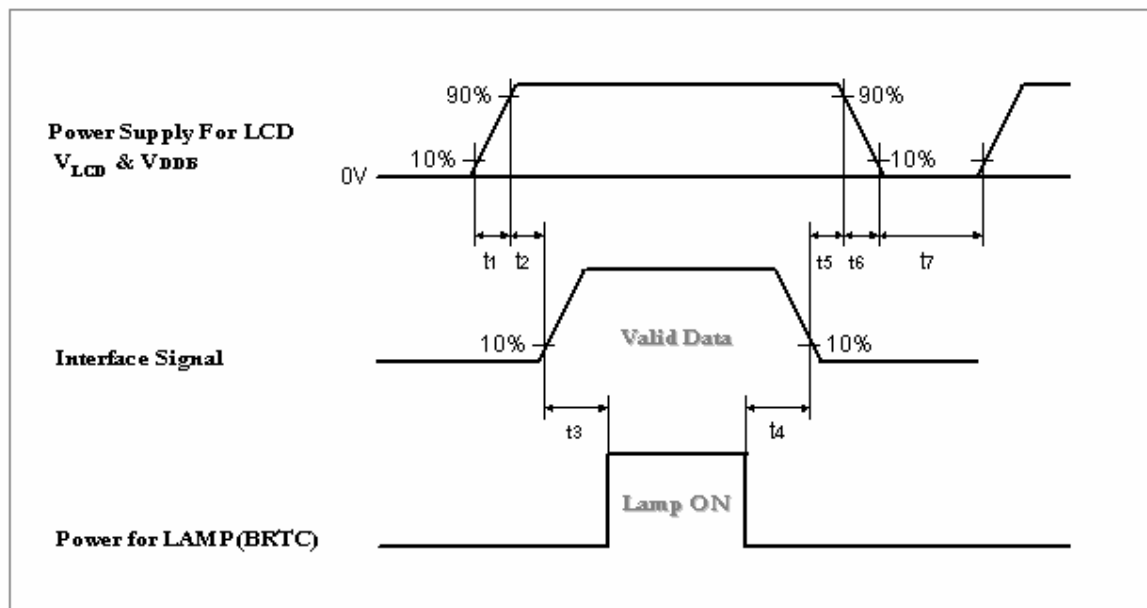 90%
90%
Power Supply For LCD
VLCD & VDDB
10%
10%
0V
t1
t2
t5
t6
t7
Valid Data
10%
10%
Interface Signal
t3
t4
Lamp ON
Power for LAMP(BRTC)